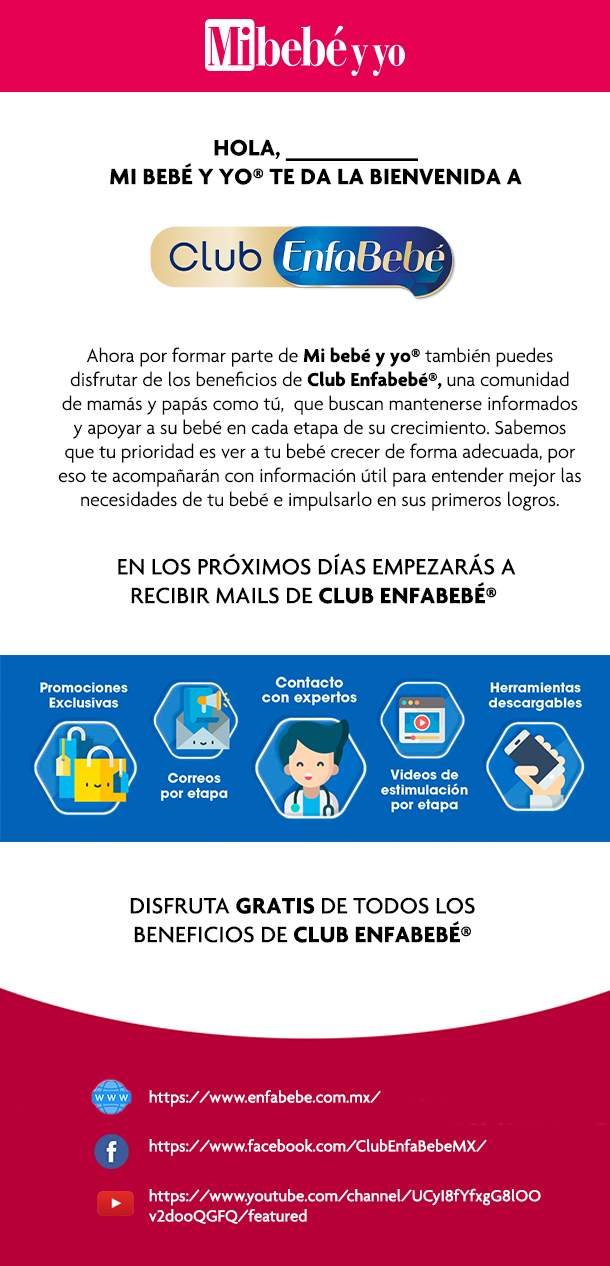 Mi bebé y yo
HOLA, ____________
MI BEBÉ Y YO® TE DA LA BIENVENIDA A
Club EnfaBebé
Ahora por formar parte de Mi bebé y yo® también puedes
disfrutar de los beneficios de Club Enfabebé®, una comunidad
de mamás y papás como tú, que buscan mantenerse informados
y apoyar a su bebé en cada etapa de su crecimiento. Sabemos
que tu prioridad es ver a tu bebé crecer de forma adecuada, por
eso te acompañarán con información útil para entender mejor las
necesidades de tu bebé e impulsarlo en sus primeros logros.
EN LOS PRÓXIMOS DÍAS EMPEZARÁS A
RECIBIR MAILS DE CLUB ENFABEBÉ®
Promociones
Exclusivas
Correos
por etapa
Contacto
con expertos
Videos de
estimulación
por etapa
Herramientas
descargables
DISFRUTA GRATIS DE TODOS LOS
BENEFICIOS DE CLUB ENFABEBÉ®
WWW
https://www.enfabebe.com.mx/
f
https://www.facebook.com/ClubEnfaBebeMX/
https://www.youtube.com/channel/UCyI8fYfxgG8lOO
v2dooQGFQ/featured